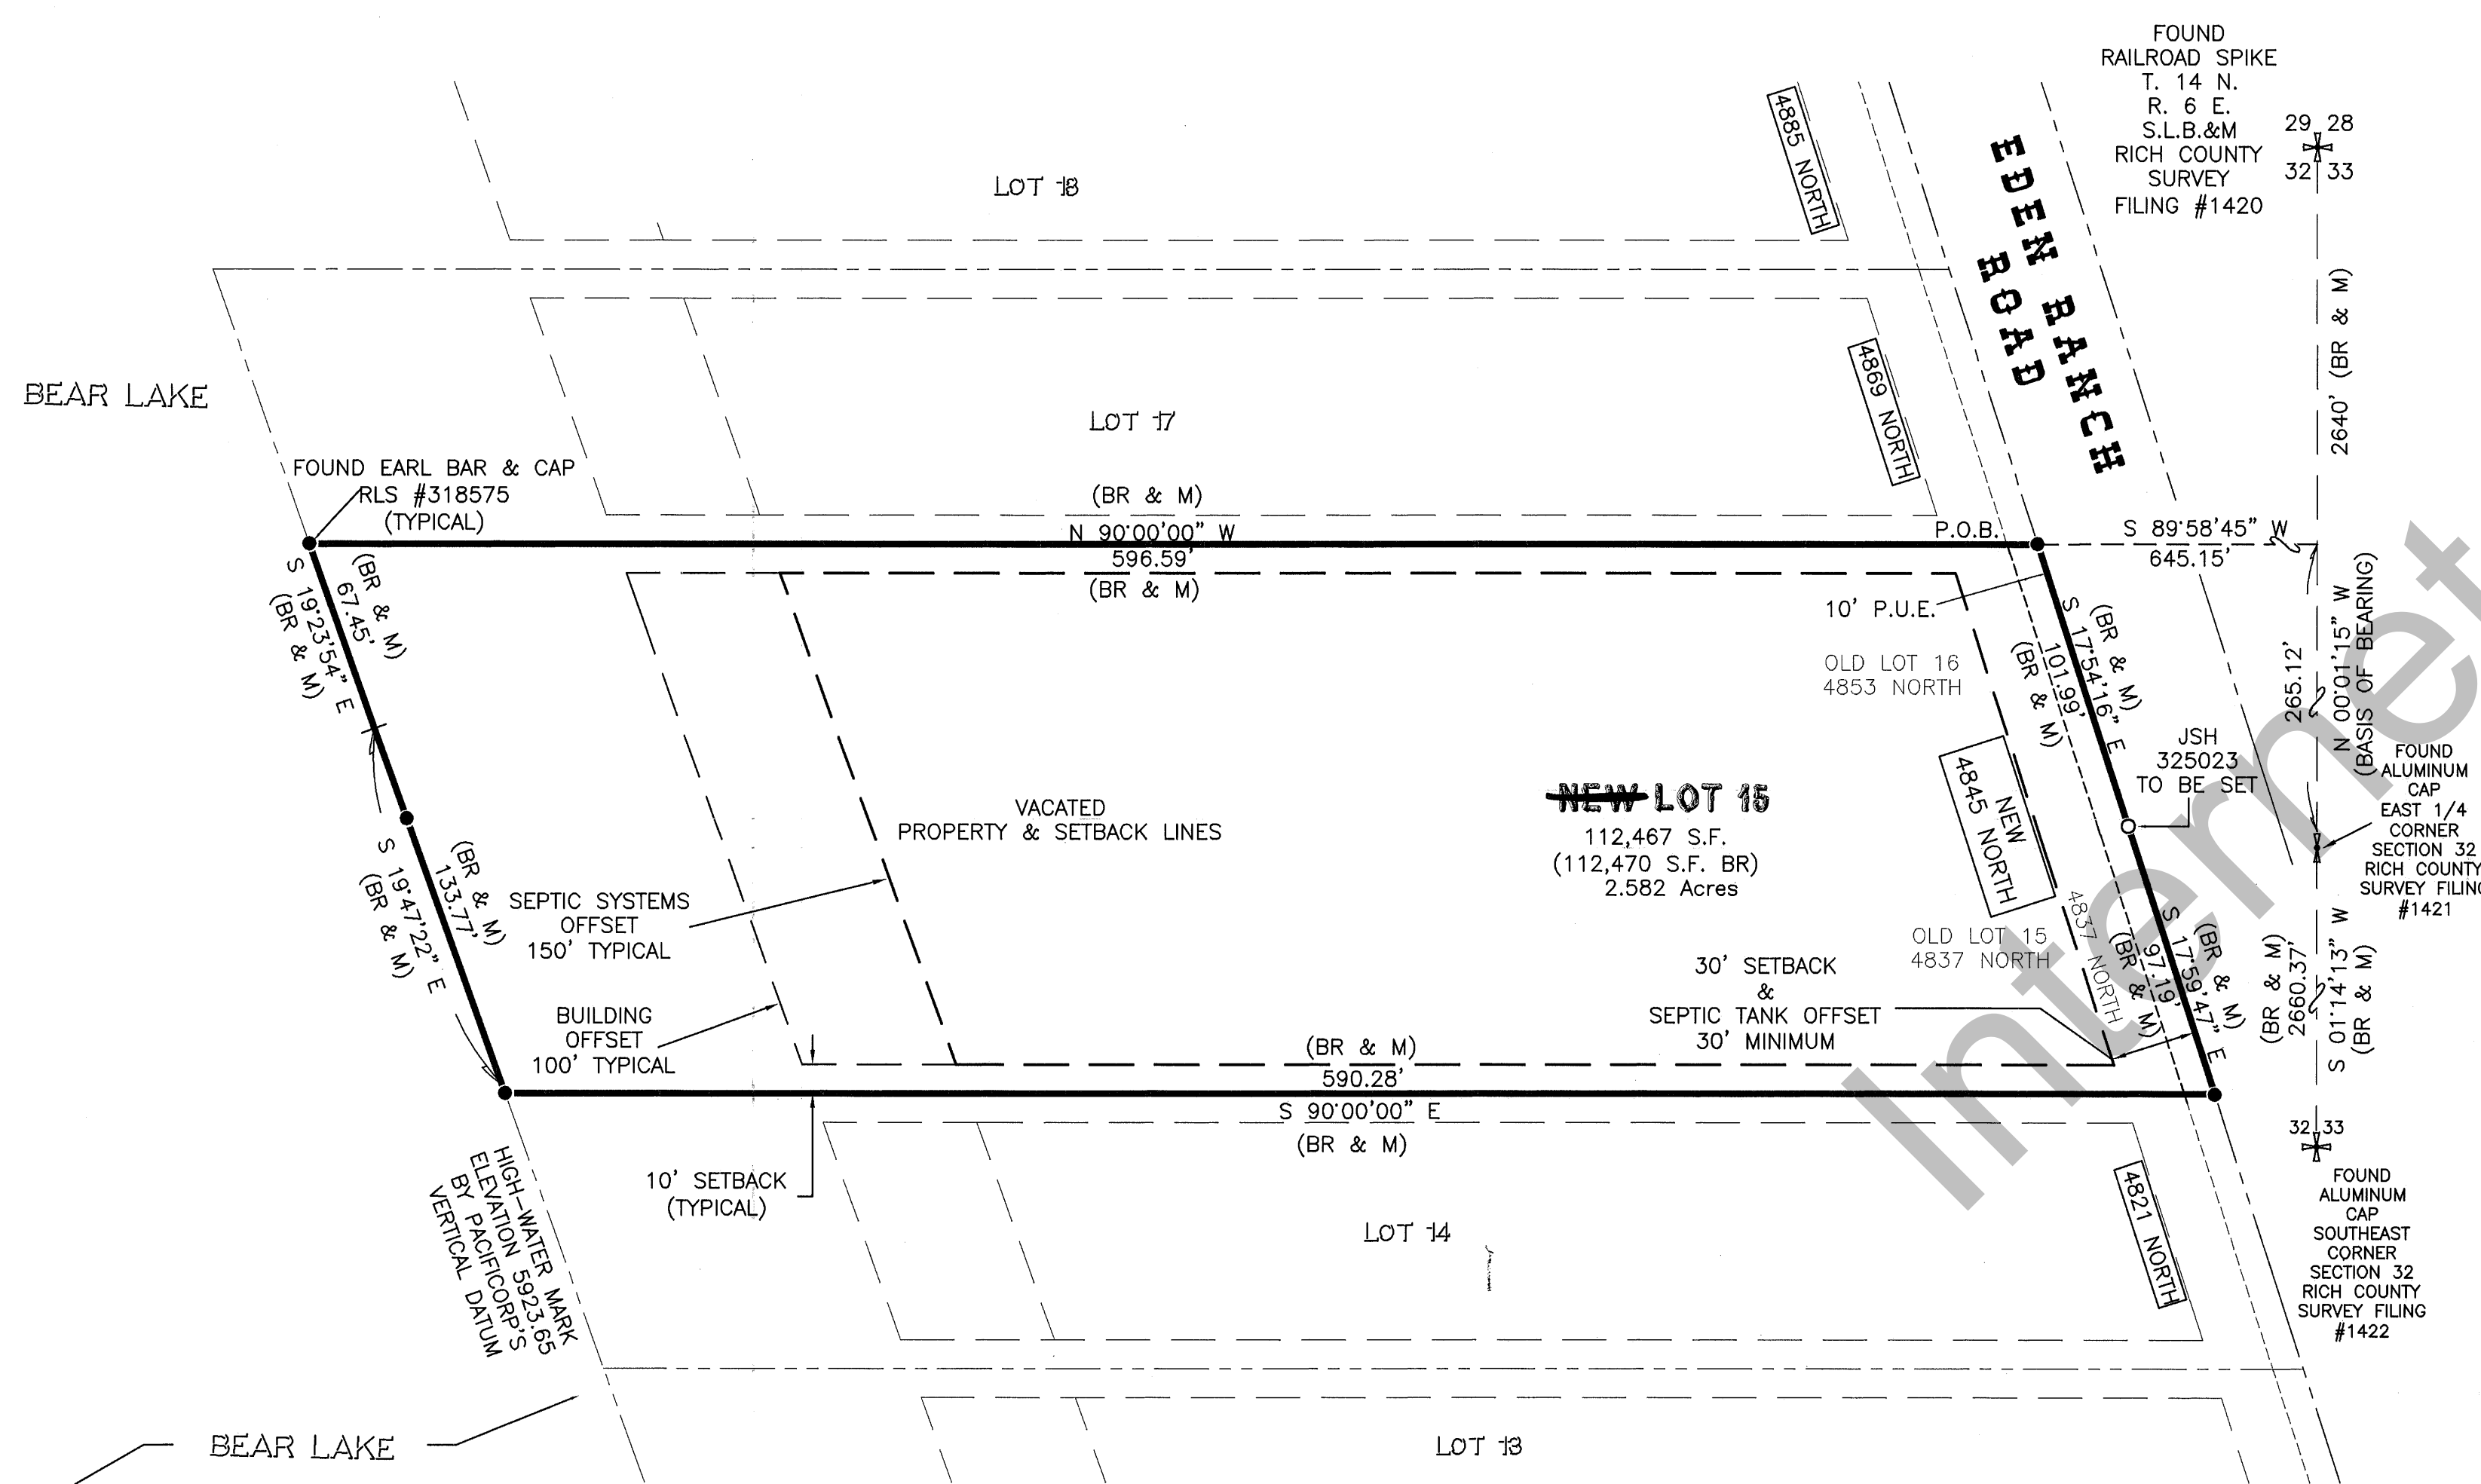 FOUND
RAILROAD SPIKE
T. 14 N.
R. 6 E.
S.L.B.&M
RICH COUNTY
SURVEY
FILING #1420
29 28
32 33
2640' (BR & M)
4885 NORTH
EDEN RANCH
ROAD
LOT 18
BEAR LAKE
4869 NORTH
LOT 17
FOUND EARL BAR & CAP
RLS #318575
(TYPICAL)
(BR & M)
N 90°00'00" W
596.59'
(BR & M)
P.O.B.
S 89°58'45" W
645.15'
(BR & M)
67.45'
S 19°23'54" E
(BR & M)
10' P.U.E.
(BR & M)
S 17°54'16" E
101.99'
(BR & M)
265.12'
N 00°01'15" W
(BASIS OF BEARING)
OLD LOT 16
4853 NORTH
JSH
325023
TO BE SET
FOUND
ALUMINUM
CAP
EAST 1/4
CORNER
SECTION 32
RICH COUNTY
SURVEY FILING
#1421
NEW LOT 15
112,467 S.F.
(112,470 S.F. BR)
2.582 Acres
NEW
4845 NORTH
VACATED
PROPERTY & SETBACK LINES
(BR & M)
133.77'
S 19°47'22" E
(BR & M)
SEPTIC SYSTEMS
OFFSET
150' TYPICAL
4837 NORTH
OLD LOT 15
4837 NORTH
(BR & M)
S 17°59'47" E
97.19'
(BR & M)
(BR & M)
2660.37'
S 01°14'13" W
(BR & M)
30' SETBACK
&
SEPTIC TANK OFFSET
30' MINIMUM
BUILDING
OFFSET
100' TYPICAL
(BR & M)
590.28'
S 90°00'00" E
(BR & M)
32 33
FOUND
ALUMINUM
CAP
SOUTHEAST
CORNER
SECTION 32
RICH COUNTY
SURVEY FILING
#1422
HIGH-WATER MARK
ELEVATION 5923.65
BY PACIFICORP'S
VERTICAL DATUM
10' SETBACK
(TYPICAL)
4821 NORTH
LOT 14
BEAR LAKE
LOT 13
Internet